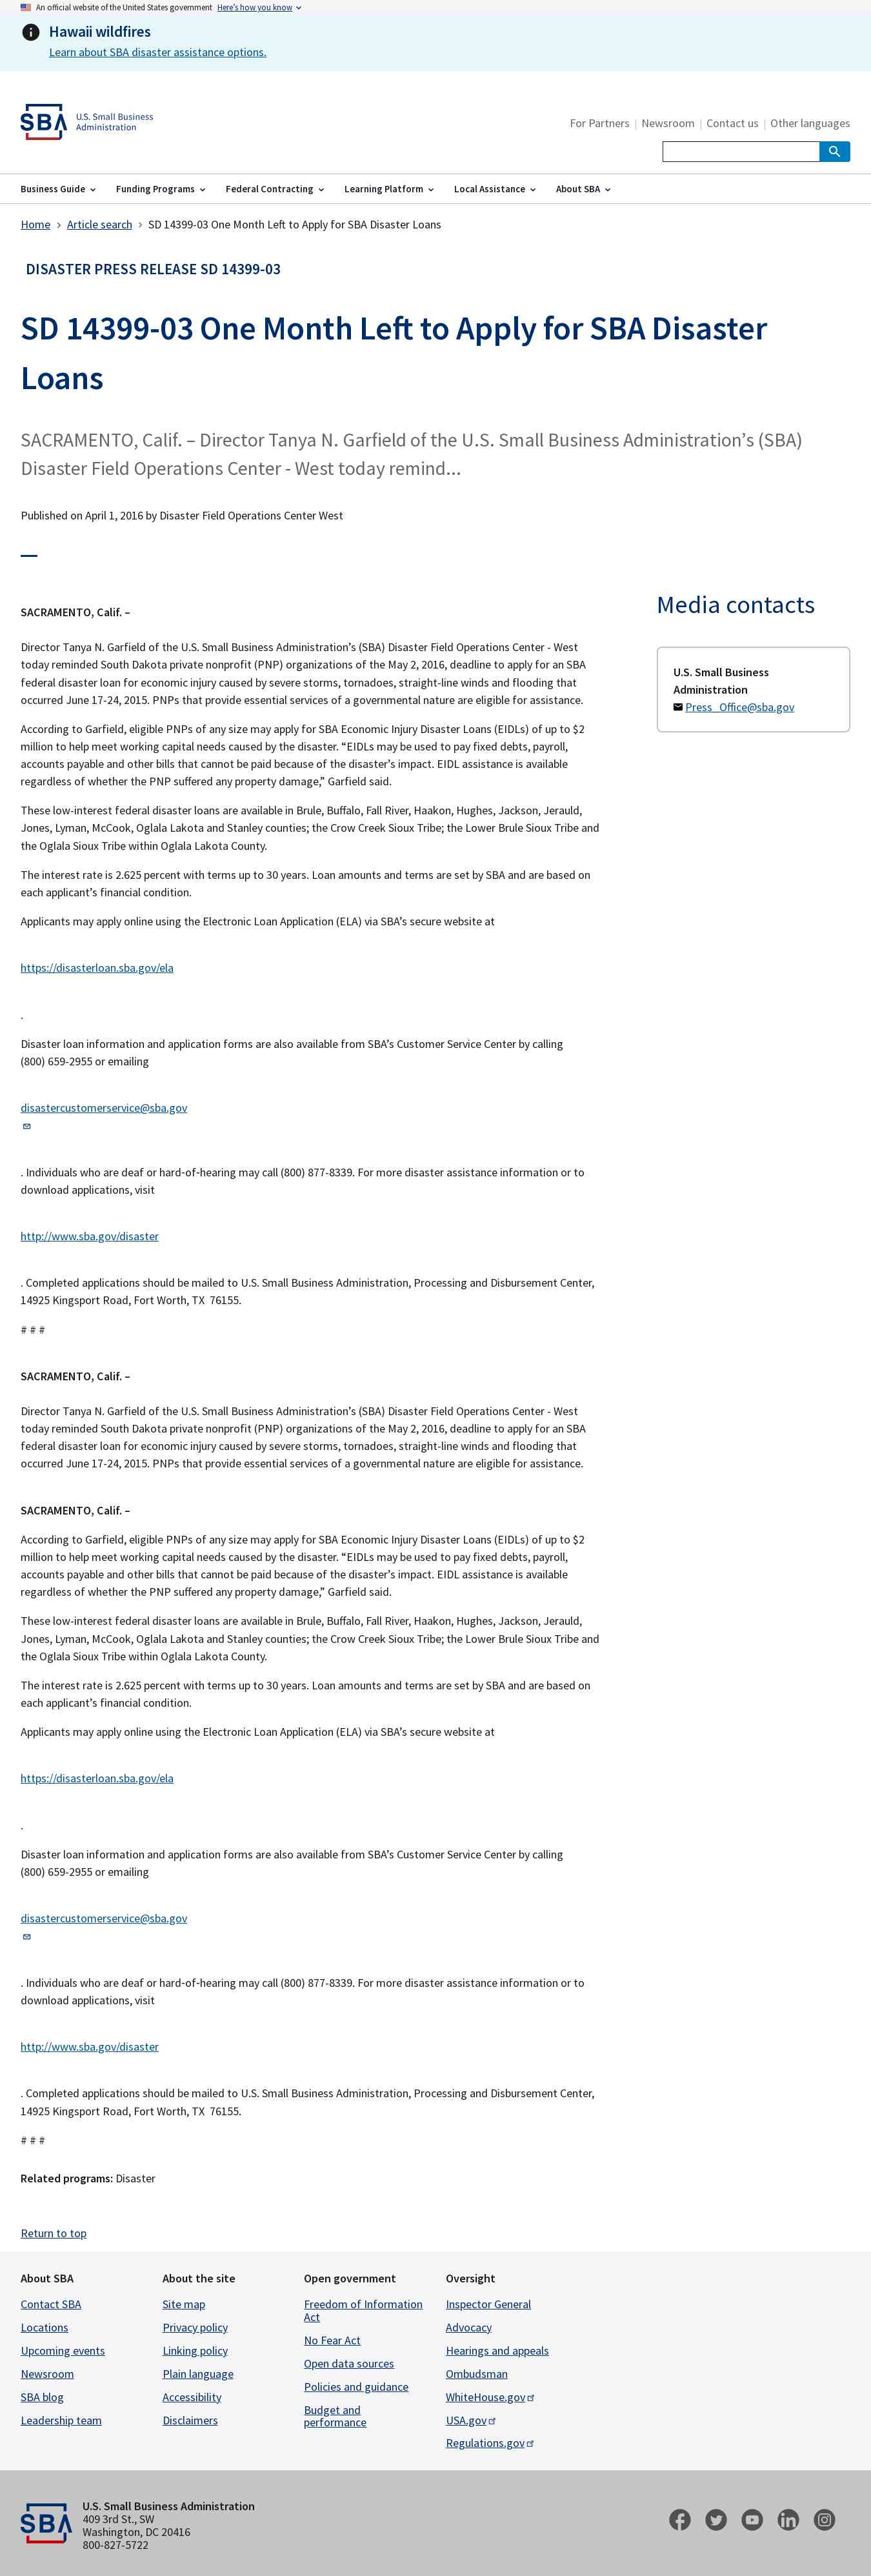 An official website of the United States government Here's how you know
Hawaii wildfires
Learn about SBA disaster assistance options.
SBA U.S. Small Business
Administration
For Partners | Newsroom | Contact us | Other languages
Business Guide Funding Programs Federal Contracting Learning Platform Local Assistance About SBA
Home > Article search > SD 14399-03 One Month Left to Apply for SBA Disaster Loans
DISASTER PRESS RELEASE SD 14399-03
SD 14399-03 One Month Left to Apply for SBA Disaster
Loans
SACRAMENTO, Calif. – Director Tanya N. Garfield of the U.S. Small Business Administration’s (SBA)
Disaster Field Operations Center - West today remind...
Published on April 1, 2016 by Disaster Field Operations Center West
SACRAMENTO, Calif. –
Director Tanya N. Garfield of the U.S. Small Business Administration’s (SBA) Disaster Field Operations Center - West
today reminded South Dakota private nonprofit (PNP) organizations of the May 2, 2016, deadline to apply for an SBA
federal disaster loan for economic injury caused by severe storms, tornadoes, straight-line winds and flooding that
occurred June 17-24, 2015. PNPs that provide essential services of a governmental nature are eligible for assistance.
According to Garfield, eligible PNPs of any size may apply for SBA Economic Injury Disaster Loans (EIDLs) of up to $2
million to help meet working capital needs caused by the disaster. “EIDLs may be used to pay fixed debts, payroll,
accounts payable and other bills that cannot be paid because of the disaster’s impact. EIDL assistance is available
regardless of whether the PNP suffered any property damage,” Garfield said.
These low-interest federal disaster loans are available in Brule, Buffalo, Fall River, Haakon, Hughes, Jackson, Jerauld,
Jones, Lyman, McCook, Oglala Lakota and Stanley counties; the Crow Creek Sioux Tribe; the Lower Brule Sioux Tribe and
the Oglala Sioux Tribe within Oglala Lakota County.
The interest rate is 2.625 percent with terms up to 30 years. Loan amounts and terms are set by SBA and are based on
each applicant’s financial condition.
Applicants may apply online using the Electronic Loan Application (ELA) via SBA’s secure website at
https://disasterloan.sba.gov/ela
.
Disaster loan information and application forms are also available from SBA’s Customer Service Center by calling
(800) 659-2955 or emailing
disastercustomerservice@sba.gov
. Individuals who are deaf or hard-of-hearing may call (800) 877-8339. For more disaster assistance information or to
download applications, visit
http://www.sba.gov/disaster
. Completed applications should be mailed to U.S. Small Business Administration, Processing and Disbursement Center,
14925 Kingsport Road, Fort Worth, TX  76155.
# # #
SACRAMENTO, Calif. –
Director Tanya N. Garfield of the U.S. Small Business Administration’s (SBA) Disaster Field Operations Center - West
today reminded South Dakota private nonprofit (PNP) organizations of the May 2, 2016, deadline to apply for an SBA
federal disaster loan for economic injury caused by severe storms, tornadoes, straight-line winds and flooding that
occurred June 17-24, 2015. PNPs that provide essential services of a governmental nature are eligible for assistance.
SACRAMENTO, Calif. –
According to Garfield, eligible PNPs of any size may apply for SBA Economic Injury Disaster Loans (EIDLs) of up to $2
million to help meet working capital needs caused by the disaster. “EIDLs may be used to pay fixed debts, payroll,
accounts payable and other bills that cannot be paid because of the disaster’s impact. EIDL assistance is available
regardless of whether the PNP suffered any property damage,” Garfield said.
These low-interest federal disaster loans are available in Brule, Buffalo, Fall River, Haakon, Hughes, Jackson, Jerauld,
Jones, Lyman, McCook, Oglala Lakota and Stanley counties; the Crow Creek Sioux Tribe; the Lower Brule Sioux Tribe and
the Oglala Sioux Tribe within Oglala Lakota County.
The interest rate is 2.625 percent with terms up to 30 years. Loan amounts and terms are set by SBA and are based on
each applicant’s financial condition.
Applicants may apply online using the Electronic Loan Application (ELA) via SBA’s secure website at
https://disasterloan.sba.gov/ela
.
Disaster loan information and application forms are also available from SBA’s Customer Service Center by calling
(800) 659-2955 or emailing
disastercustomerservice@sba.gov
. Individuals who are deaf or hard-of-hearing may call (800) 877-8339. For more disaster assistance information or to
download applications, visit
http://www.sba.gov/disaster
. Completed applications should be mailed to U.S. Small Business Administration, Processing and Disbursement Center,
14925 Kingsport Road, Fort Worth, TX  76155.
# # #
Related programs: Disaster
Media contacts
U.S. Small Business
Administration
Press_Office@sba.gov
Return to top
About SBA
Contact SBA
Locations
Upcoming events
Newsroom
SBA blog
Leadership team
About the site
Site map
Privacy policy
Linking policy
Plain language
Accessibility
Disclaimers
Open government
Freedom of Information
Act
No Fear Act
Open data sources
Policies and guidance
Budget and
performance
Oversight
Inspector General
Advocacy
Hearings and appeals
Ombudsman
WhiteHouse.gov
USA.gov
Regulations.gov
SBA
U.S. Small Business Administration
409 3rd St., SW
Washington, DC 20416
800-827-5722